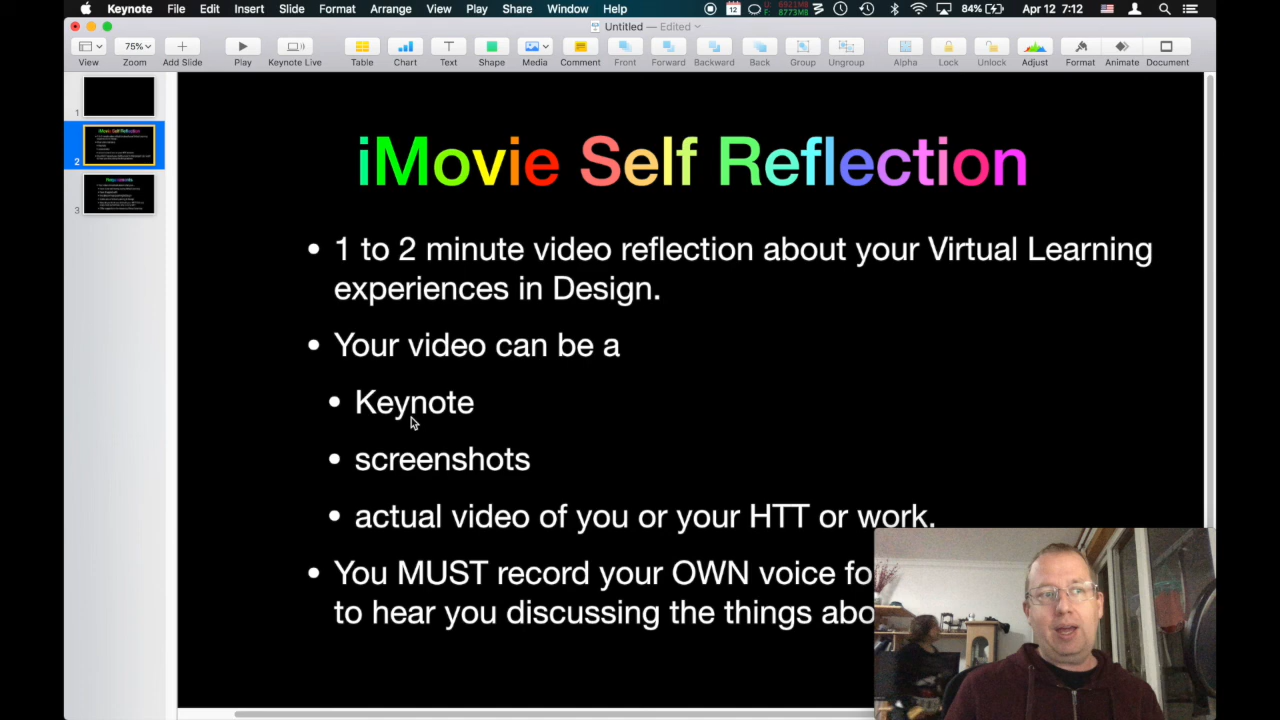 Keynote File Edit Insert Slide Format Arrange View Play Share Window Help 12 U: 6921MB F: 8773MB 84% Apr 12 7:12
Untitled — Edited
75%
View Zoom Add Slide Play Keynote Live Table Chart Text Shape Media Comment Front Forward Backward Back Group Ungroup Alpha Lock Unlock Adjust Format Animate Document
1
2
3
iMovie Self Reflection
• 1 to 2 minute video reflection about your Virtual Learning
experiences in Design.
• Your video can be a
• Keynote
• screenshots
• actual video of you or your HTT or work.
• You MUST record your OWN voice
to hear you discussing the things